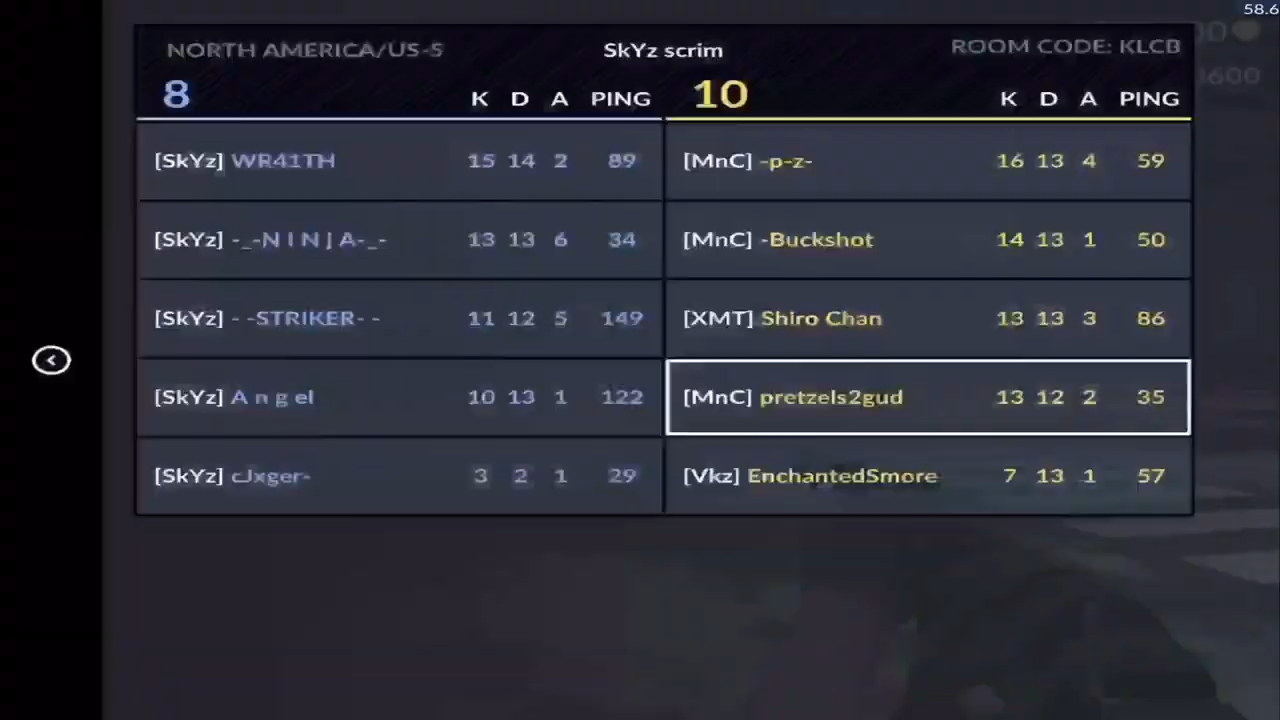 58.6
NORTH AMERICA/US-5 SkYz scrim ROOM CODE: KLCB
8 K D A PING 10 K D A PING
[SkYz] WR41TH 15 14 2 89 [MnC] -p-z- 16 13 4 59
[SkYz] -_-N I N J A-_- 13 13 6 34 [MnC] -Buckshot 14 13 1 50
[SkYz] - -STRIKER- - 11 12 5 149 [XMT] Shiro Chan 13 13 3 86
[SkYz] A n g el 10 13 1 122 [MnC] pretzels2gud 13 12 2 35
[SkYz] cJxger- 3 2 1 29 [Vkz] EnchantedSmore 7 13 1 57